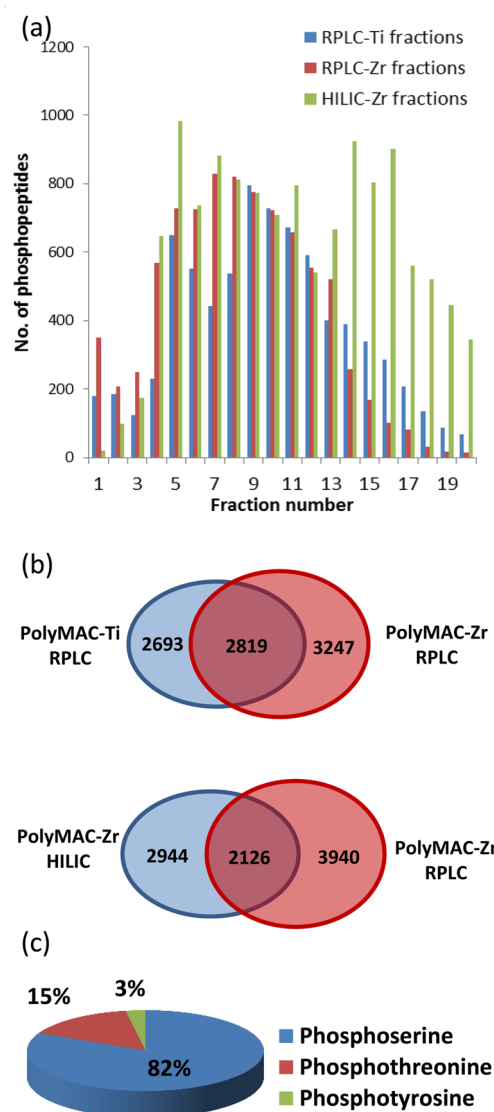 (a)
1200
1000
800
600
400
200
0
No. of phosphopeptides
RPLC-Ti fractions
RPLC-Zr fractions
HILIC-Zr fractions
1 3 5 7 9 11 13 15 17 19
Fraction number
(b)
PolyMAC-Ti
RPLC
2693 2819 3247
PolyMAC-Zr
RPLC
PolyMAC-Zr
HILIC
2944 2126 3940
PolyMAC-Zr
RPLC
(c)
15% 3%
82%
Phosphoserine
Phosphothreonine
Phosphotyrosine